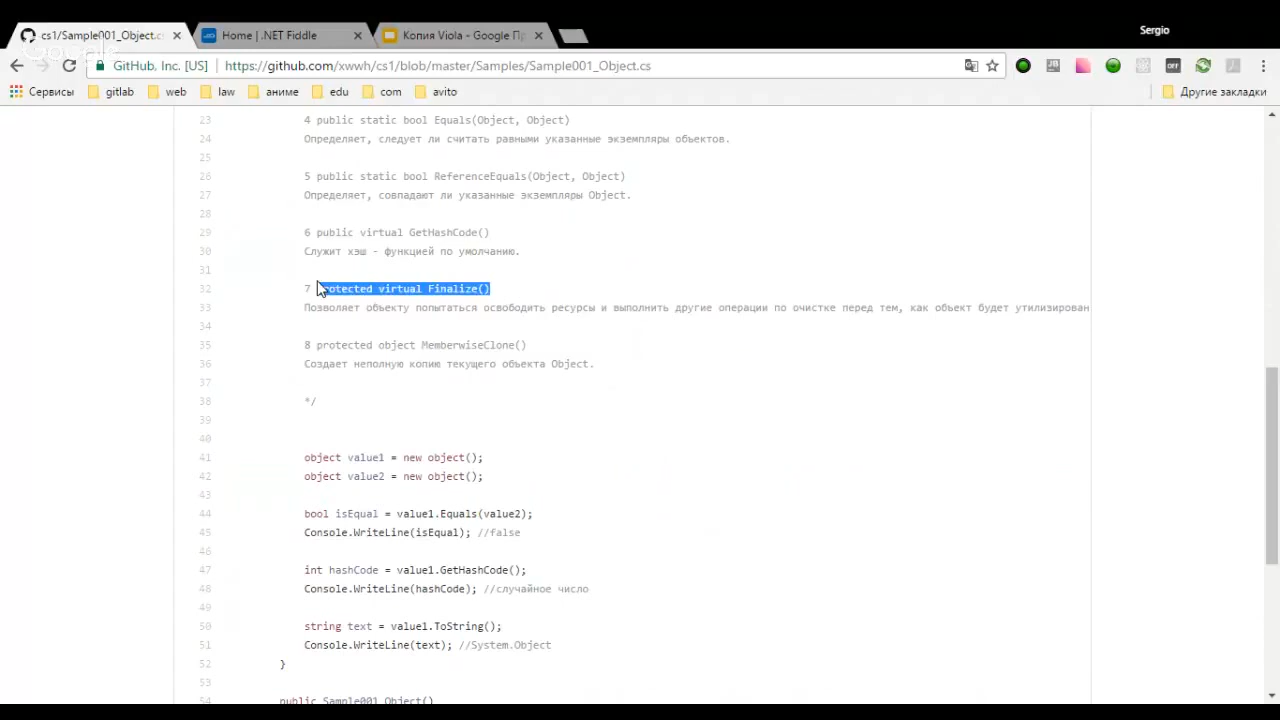 Sergio
cs1/Sample001_Object.cs
Home | .NET Fiddle
Копия Viola - Google Пр
GitHub, Inc. [US]
https://github.com/xwwh/cs1/blob/master/Samples/Sample001_Object.cs
Сервисы
gitlab
web
law
аниме
edu
com
avito
Другие закладки
23 4 public static bool Equals(Object, Object)
24 Определяет, следует ли считать равными указанные экземпляры объектов.
25
26 5 public static bool ReferenceEquals(Object, Object)
27 Определяет, совпадают ли указанные экземпляры Object.
28
29 6 public virtual GetHashCode()
30 Служит хэш - функцией по умолчанию.
31
32 7 protected virtual Finalize()
33 Позволяет объекту попытаться освободить ресурсы и выполнить другие операции по очистке перед тем, как объект будет утилизирован
34
35 8 protected object MemberwiseClone()
36 Создает неполную копию текущего объекта Object.
37
38 */
39
40
41 object value1 = new object();
42 object value2 = new object();
43
44 bool isEqual = value1.Equals(value2);
45 Console.WriteLine(isEqual); //false
46
47 int hashCode = value1.GetHashCode();
48 Console.WriteLine(hashCode); //случайное число
49
50 string text = value1.ToString();
51 Console.WriteLine(text); //System.Object
52 }
53
54 public Sample001_Object()